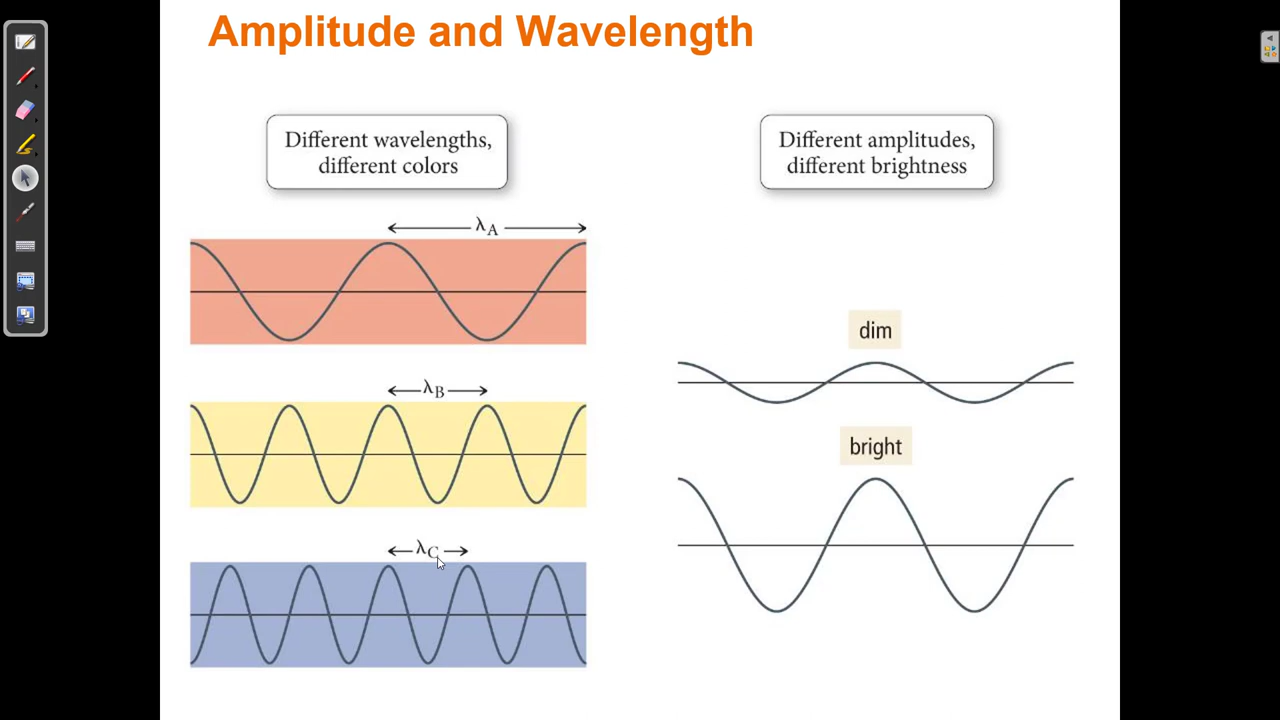 Amplitude and Wavelength
Different wavelengths,
different colors
Different amplitudes,
different brightness
λA
λB
λC
dim
bright